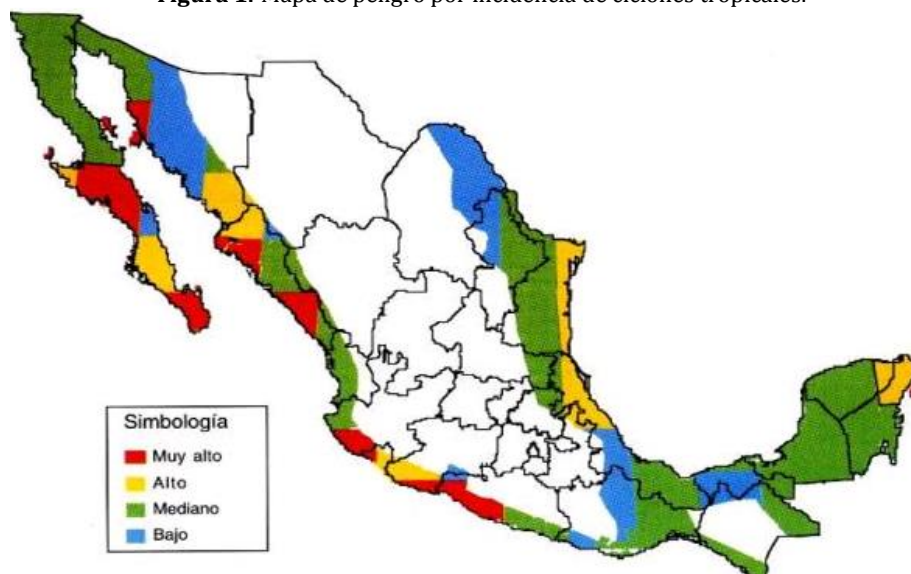 Figura 1. Mapa de peligro por incidencia de ciclones tropicales.
Simbología
Muy alto
Alto
Mediano
Bajo